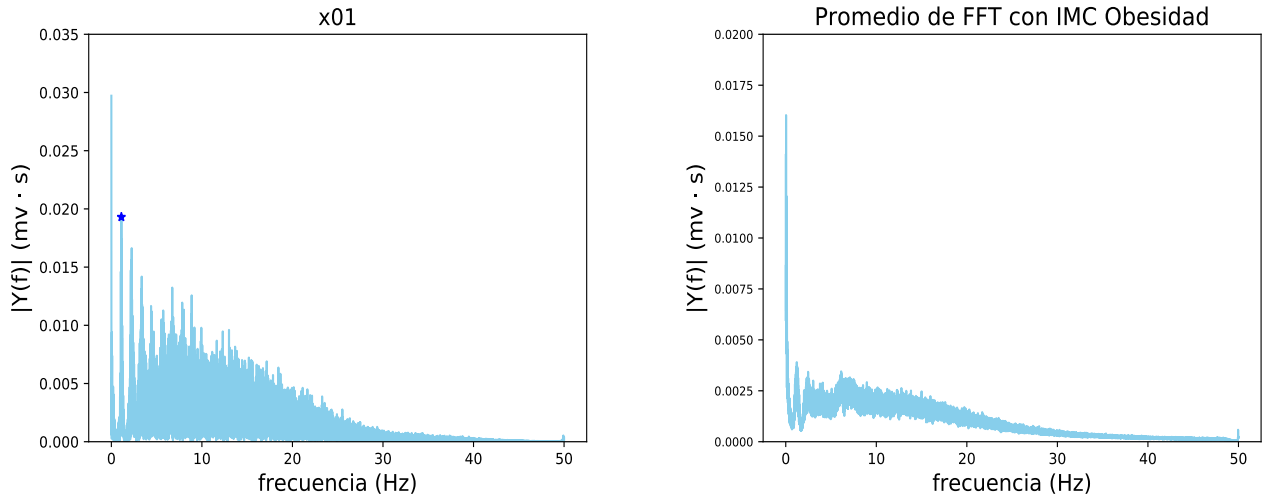 x01
0.035
0.030
0.025
0.020
0.015
0.010
0.005
0.000
|Y(f)| (mv · s)
0 10 20 30 40 50
frecuencia (Hz)
Promedio de FFT con IMC Obesidad
0.0200
0.0175
0.0150
0.0125
0.0100
0.0075
0.0050
0.0025
0.0000
|Y(f)| (mv · s)
0 10 20 30 40 50
frecuencia (Hz)